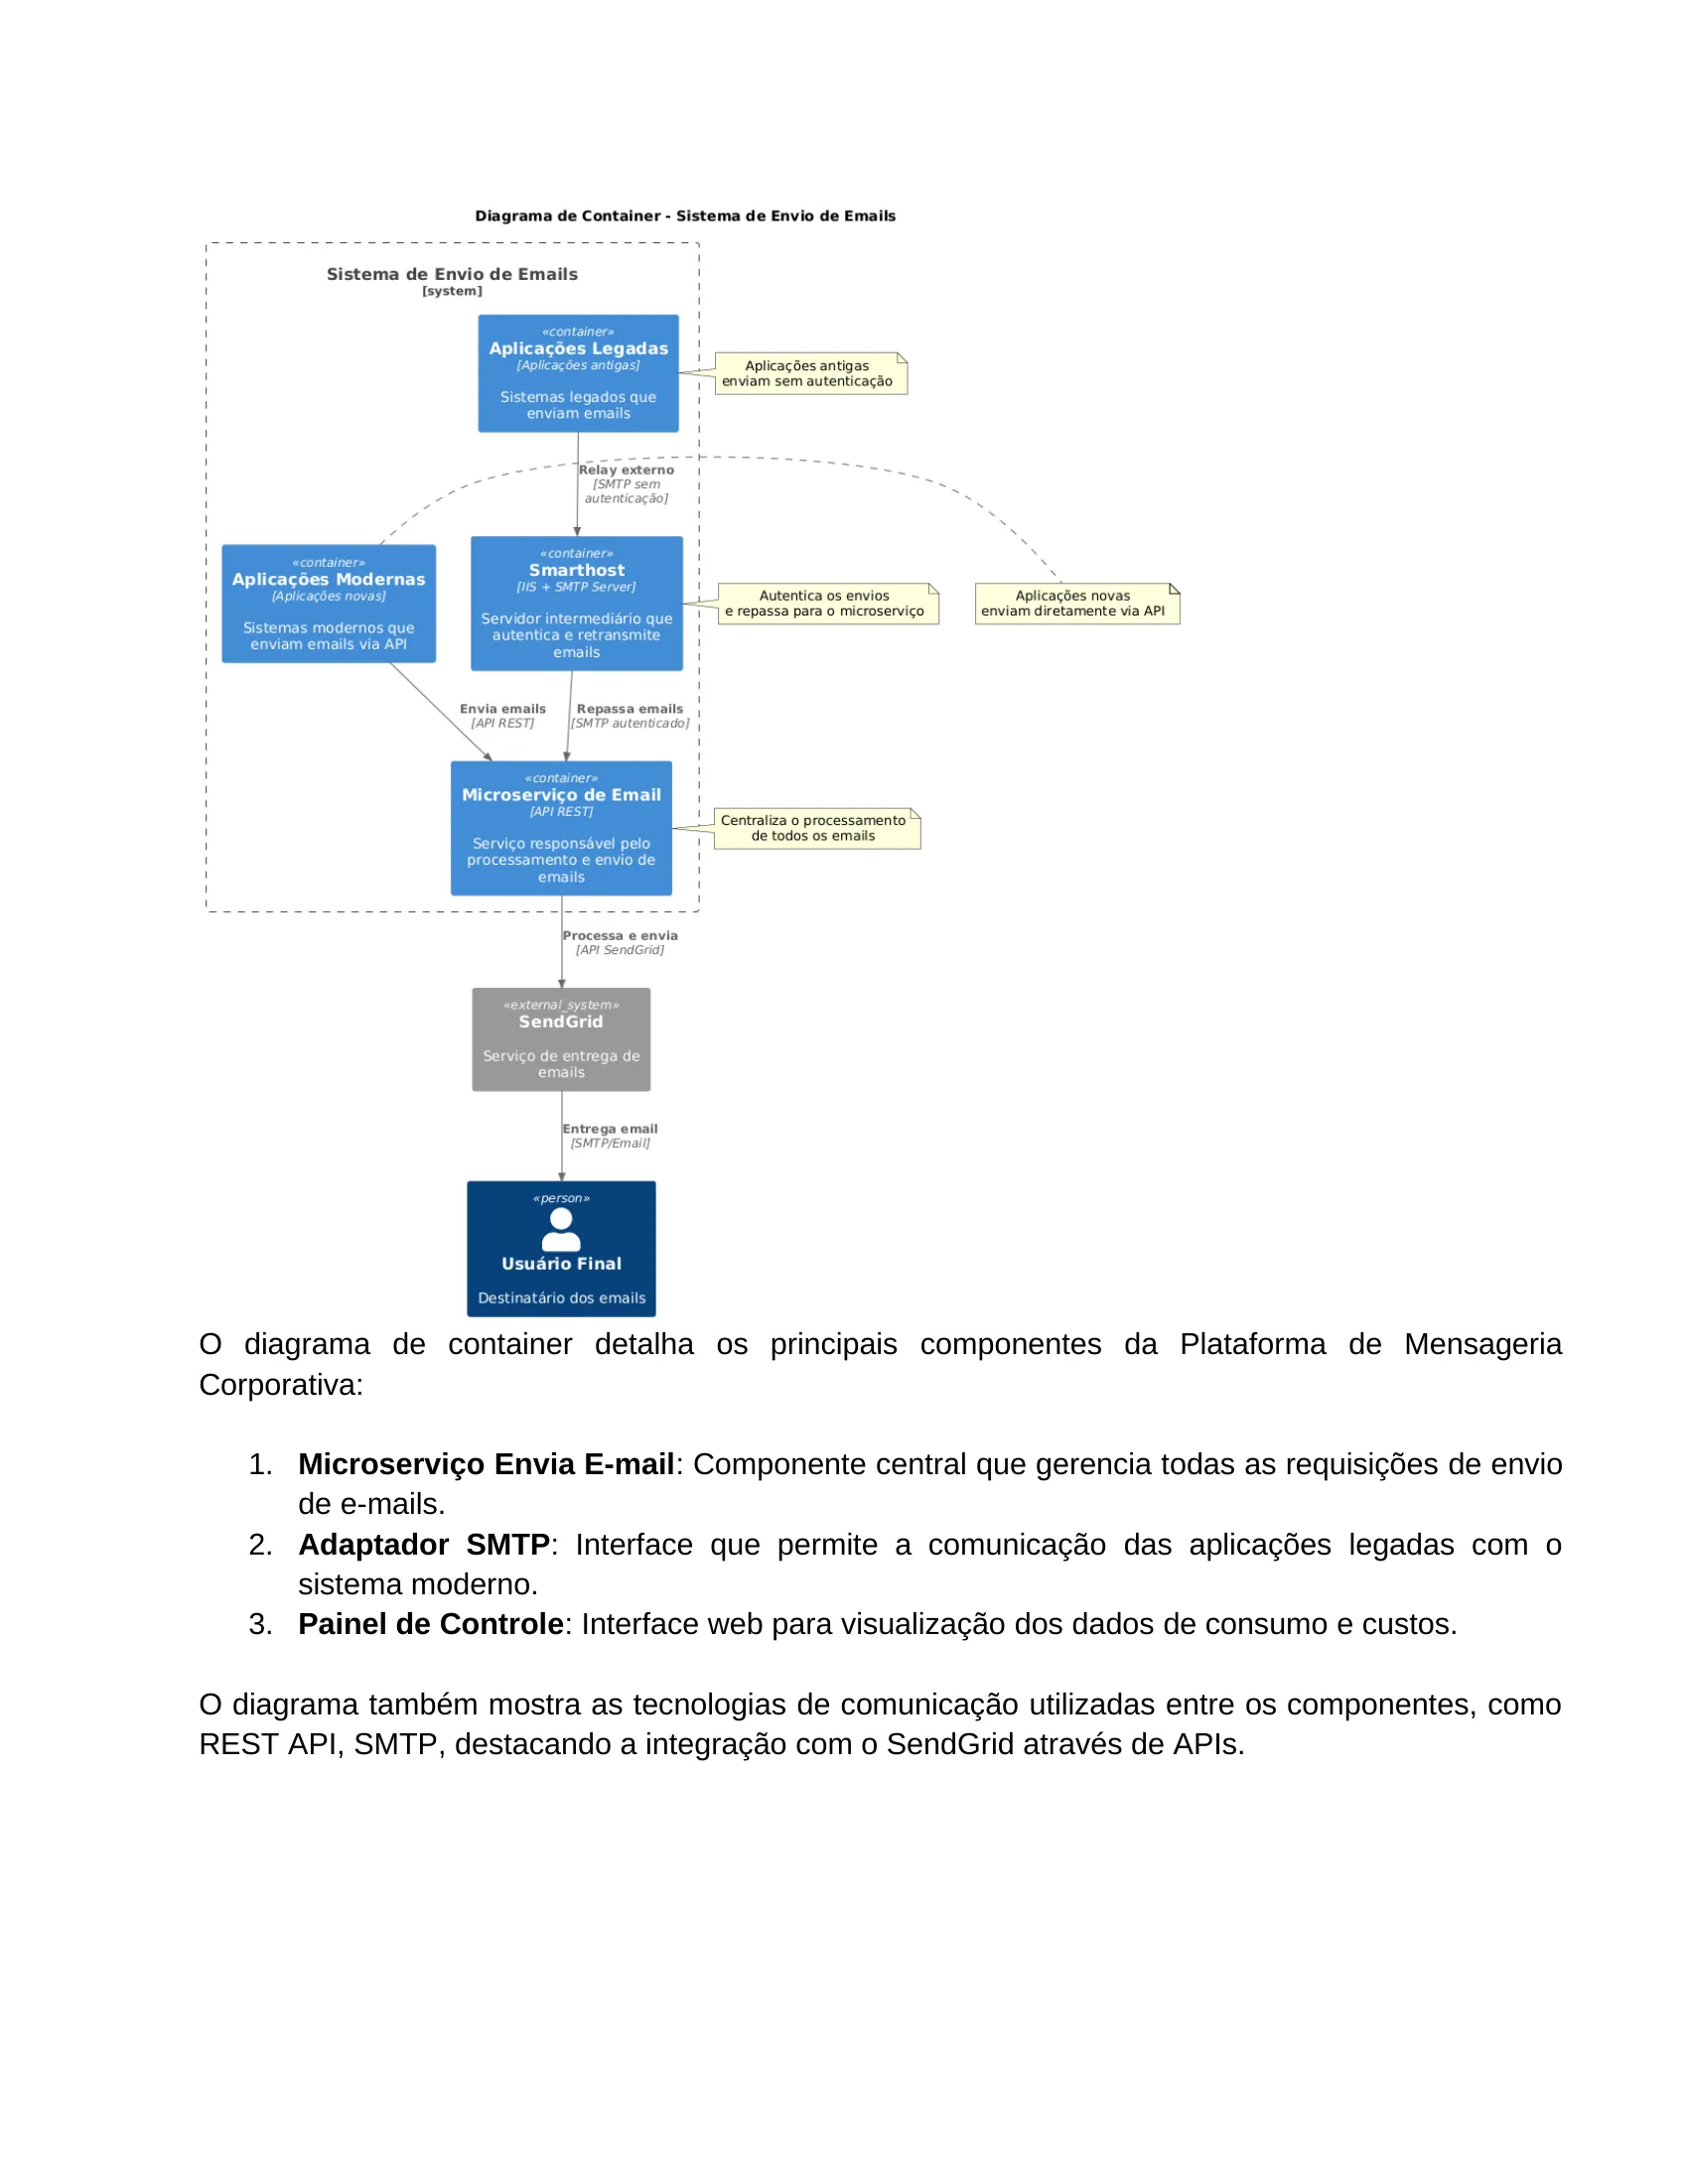 Diagrama de Container - Sistema de Envio de Emails
Sistema de Envio de Emails
[system]
«container»
Aplicações Legadas
[Aplicações antigas]
Sistemas legados que
enviam emails
Aplicações antigas
enviam sem autenticação
Relay externo
[SMTP sem
autenticação]
«container»
Aplicações Modernas
[Aplicações novas]
Sistemas modernos que
enviam emails via API
«container»
Smarthost
[IIS + SMTP Server]
Servidor intermediário que
autentica e retransmite
emails
Autentica os envios
e repassa para o microserviço
Aplicações novas
enviam diretamente via API
Envia emails
[API REST]
Repassa emails
[SMTP autenticado]
«container»
Microserviço de Email
[API REST]
Serviço responsável pelo
processamento e envio de
emails
Centraliza o processamento
de todos os emails
Processa e envia
[API SendGrid]
«external_system»
SendGrid
Serviço de entrega de
emails
Entrega email
[SMTP/Email]
«person»
Usuário Final
Destinatário dos emails
O diagrama de container detalha os principais componentes da Plataforma de Mensageria
Corporativa:
1. Microserviço Envia E-mail: Componente central que gerencia todas as requisições de envio
de e-mails.
2. Adaptador SMTP: Interface que permite a comunicação das aplicações legadas com o
sistema moderno.
3. Painel de Controle: Interface web para visualização dos dados de consumo e custos.
O diagrama também mostra as tecnologias de comunicação utilizadas entre os componentes, como
REST API, SMTP, destacando a integração com o SendGrid através de APIs.